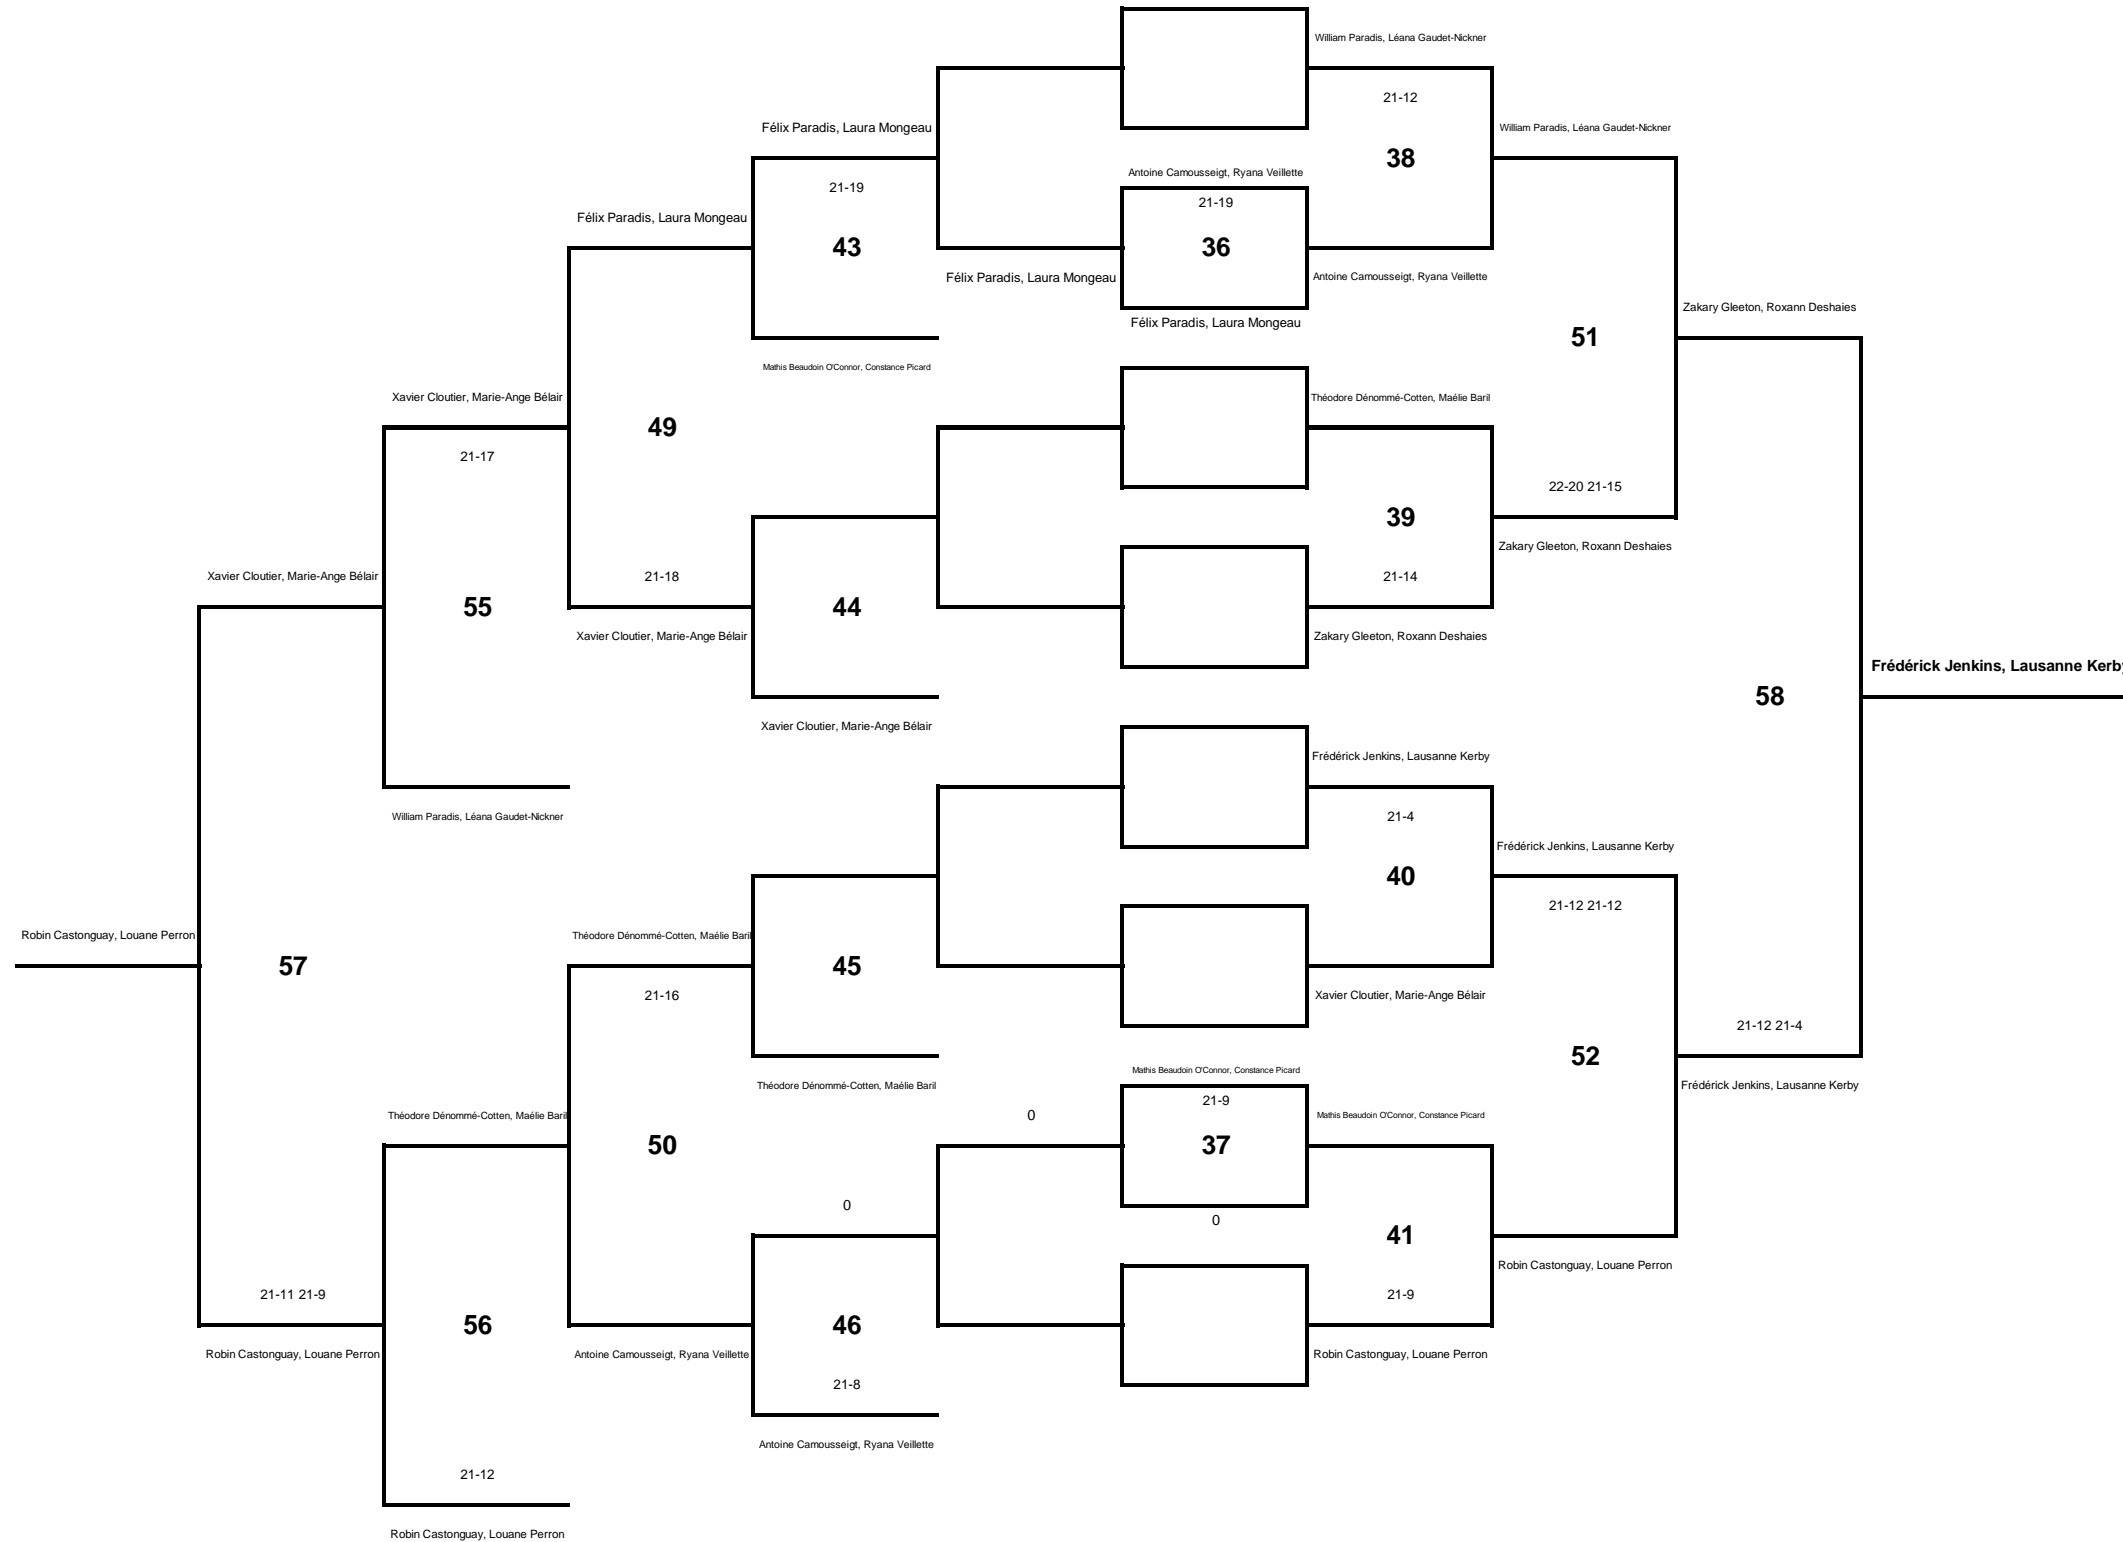 William Paradis, Léana Gaudet-Nickner
21-12
Félix Paradis, Laura Mongeau
William Paradis, Léana Gaudet-Nickner
38
Antoine Camousseigt, Ryana Veillette
21-19
21-19
Félix Paradis, Laura Mongeau
43
36
Félix Paradis, Laura Mongeau
Antoine Camousseigt, Ryana Veillette
Zakary Gleeton, Roxann Deshaies
Félix Paradis, Laura Mongeau
51
Mathis Beaudoin O'Connor, Constance Picard
Xavier Cloutier, Marie-Ange Bélair
Théodore Dénommé-Cotten, Maélie Baril
49
21-17
22-20 21-15
39
Zakary Gleeton, Roxann Deshaies
Xavier Cloutier, Marie-Ange Bélair
21-18
21-14
55
44
Xavier Cloutier, Marie-Ange Bélair
Zakary Gleeton, Roxann Deshaies
Frédérick Jenkins, Lausanne Kerby
58
Xavier Cloutier, Marie-Ange Bélair
Frédérick Jenkins, Lausanne Kerby
William Paradis, Léana Gaudet-Nickner
21-4
Frédérick Jenkins, Lausanne Kerby
40
21-12 21-12
Robin Castonguay, Louane Perron
Théodore Dénommé-Cotten, Maélie Baril
57
45
21-16
Xavier Cloutier, Marie-Ange Bélair
21-12 21-4
52
Mathis Beaudoin O'Connor, Constance Picard
Théodore Dénommé-Cotten, Maélie Baril
Frédérick Jenkins, Lausanne Kerby
21-9
Théodore Dénommé-Cotten, Maélie Baril
0
Mathis Beaudoin O'Connor, Constance Picard
50
37
0
0
41
Robin Castonguay, Louane Perron
21-11 21-9
21-9
56
46
Robin Castonguay, Louane Perron
Antoine Camousseigt, Ryana Veillette
Robin Castonguay, Louane Perron
21-8
Antoine Camousseigt, Ryana Veillette
21-12
Robin Castonguay, Louane Perron